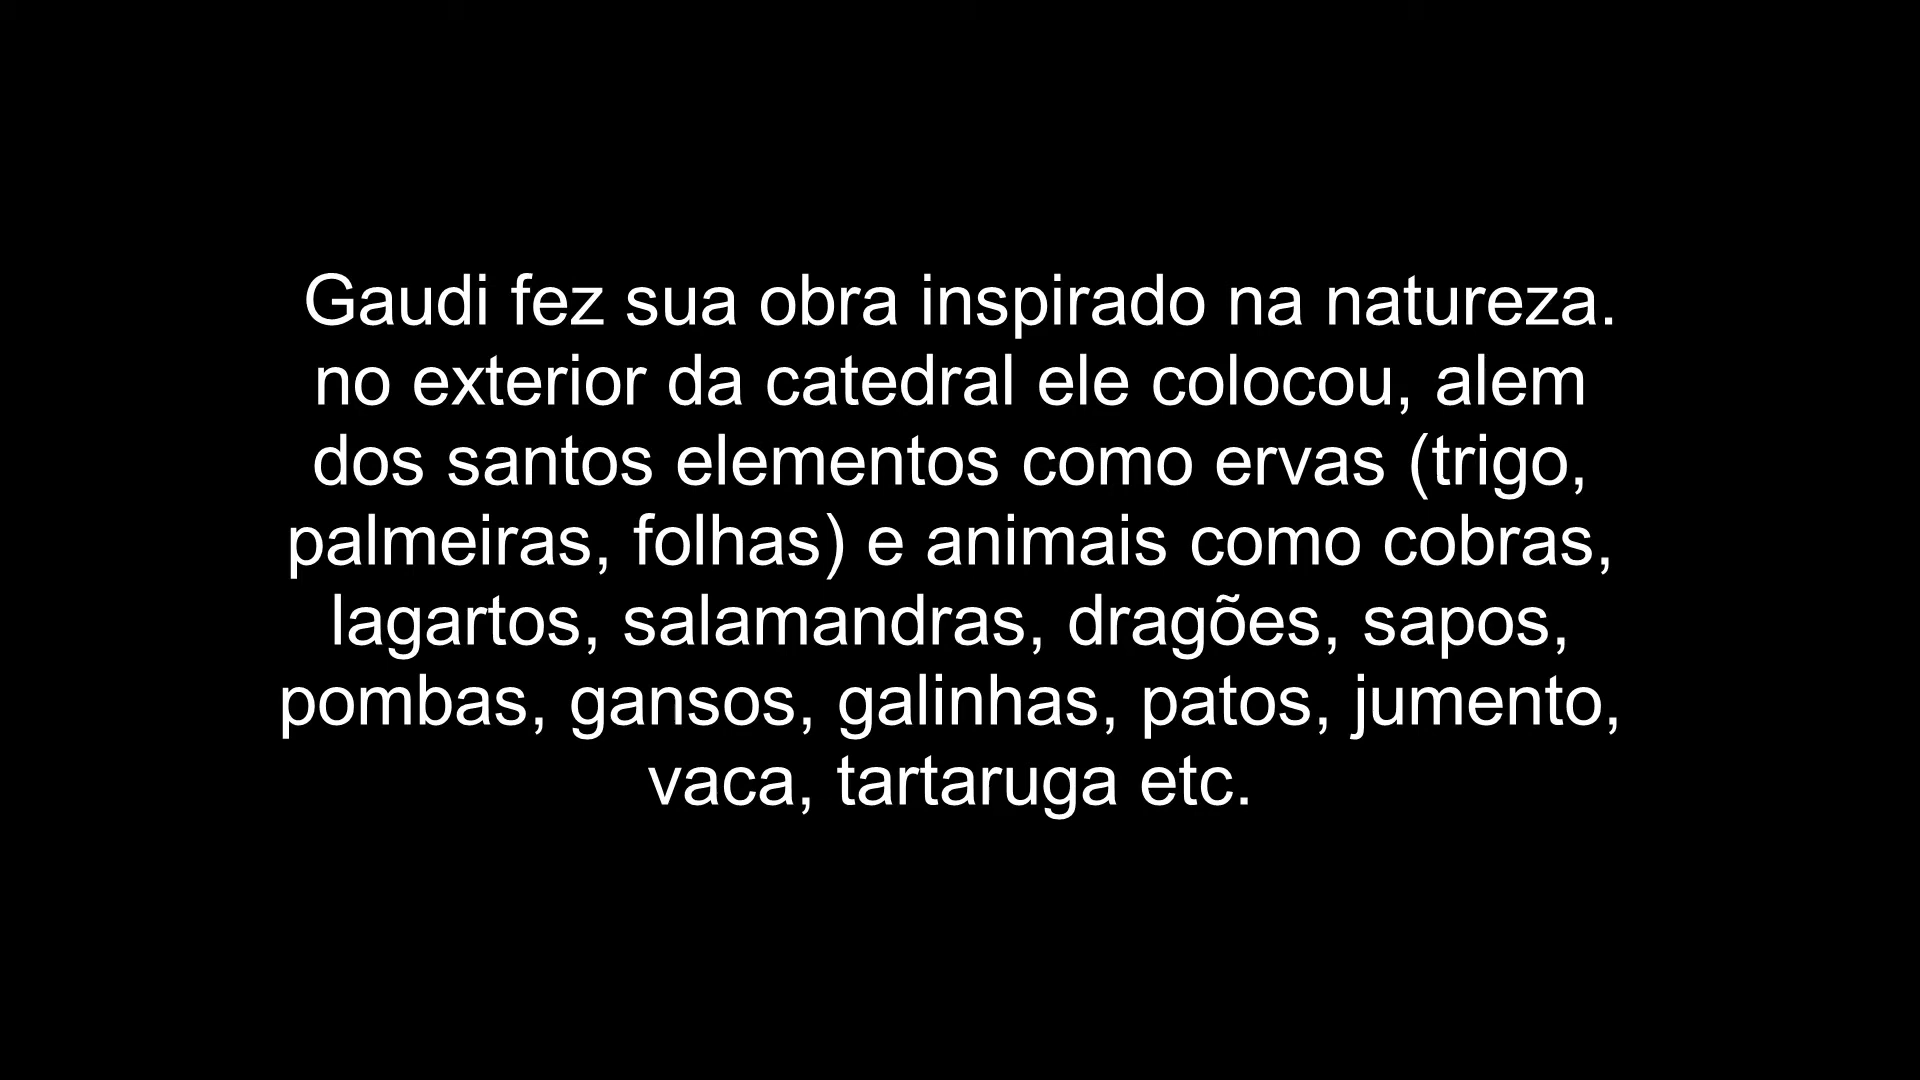 Gaudi fez sua obra inspirado na natureza.
no exterior da catedral ele colocou, alem
dos santos elementos como ervas (trigo,
palmeiras, folhas) e animais como cobras,
lagartos, salamandras, dragões, sapos,
pombas, gansos, galinhas, patos, jumento,
vaca, tartaruga etc.